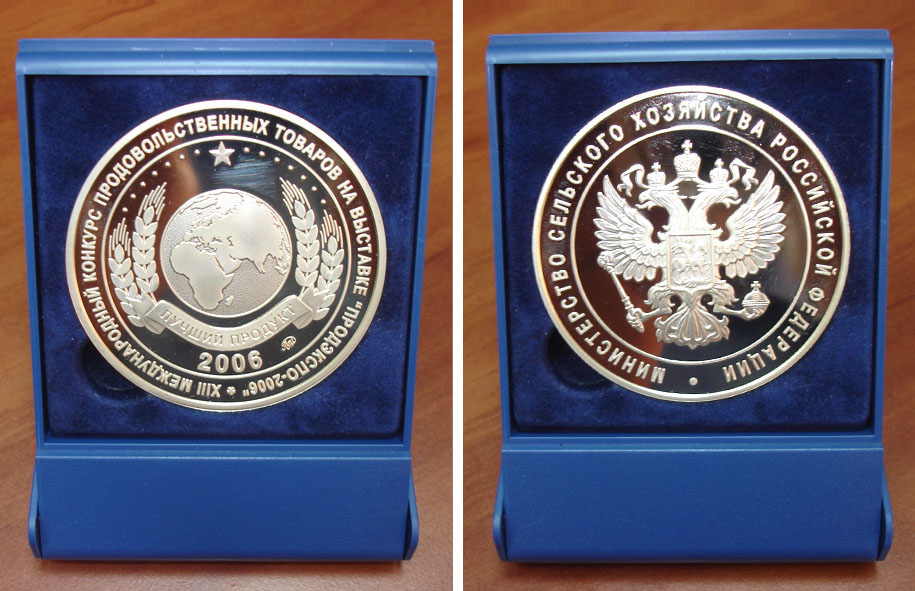 XIII МЕЖДУНАРОДНЫЙ КОНКУРС ПРОДОВОЛЬСТВЕННЫХ ТОВАРОВ НА ВЫСТАВКЕ "ПРОДЭКСПО-2006" *
ЛУЧШИЙ ПРОДУКТ
2006
МИНИСТЕРСТВО СЕЛЬСКОГО ХОЗЯЙСТВА РОССИЙСКОЙ ФЕДЕРАЦИИ •